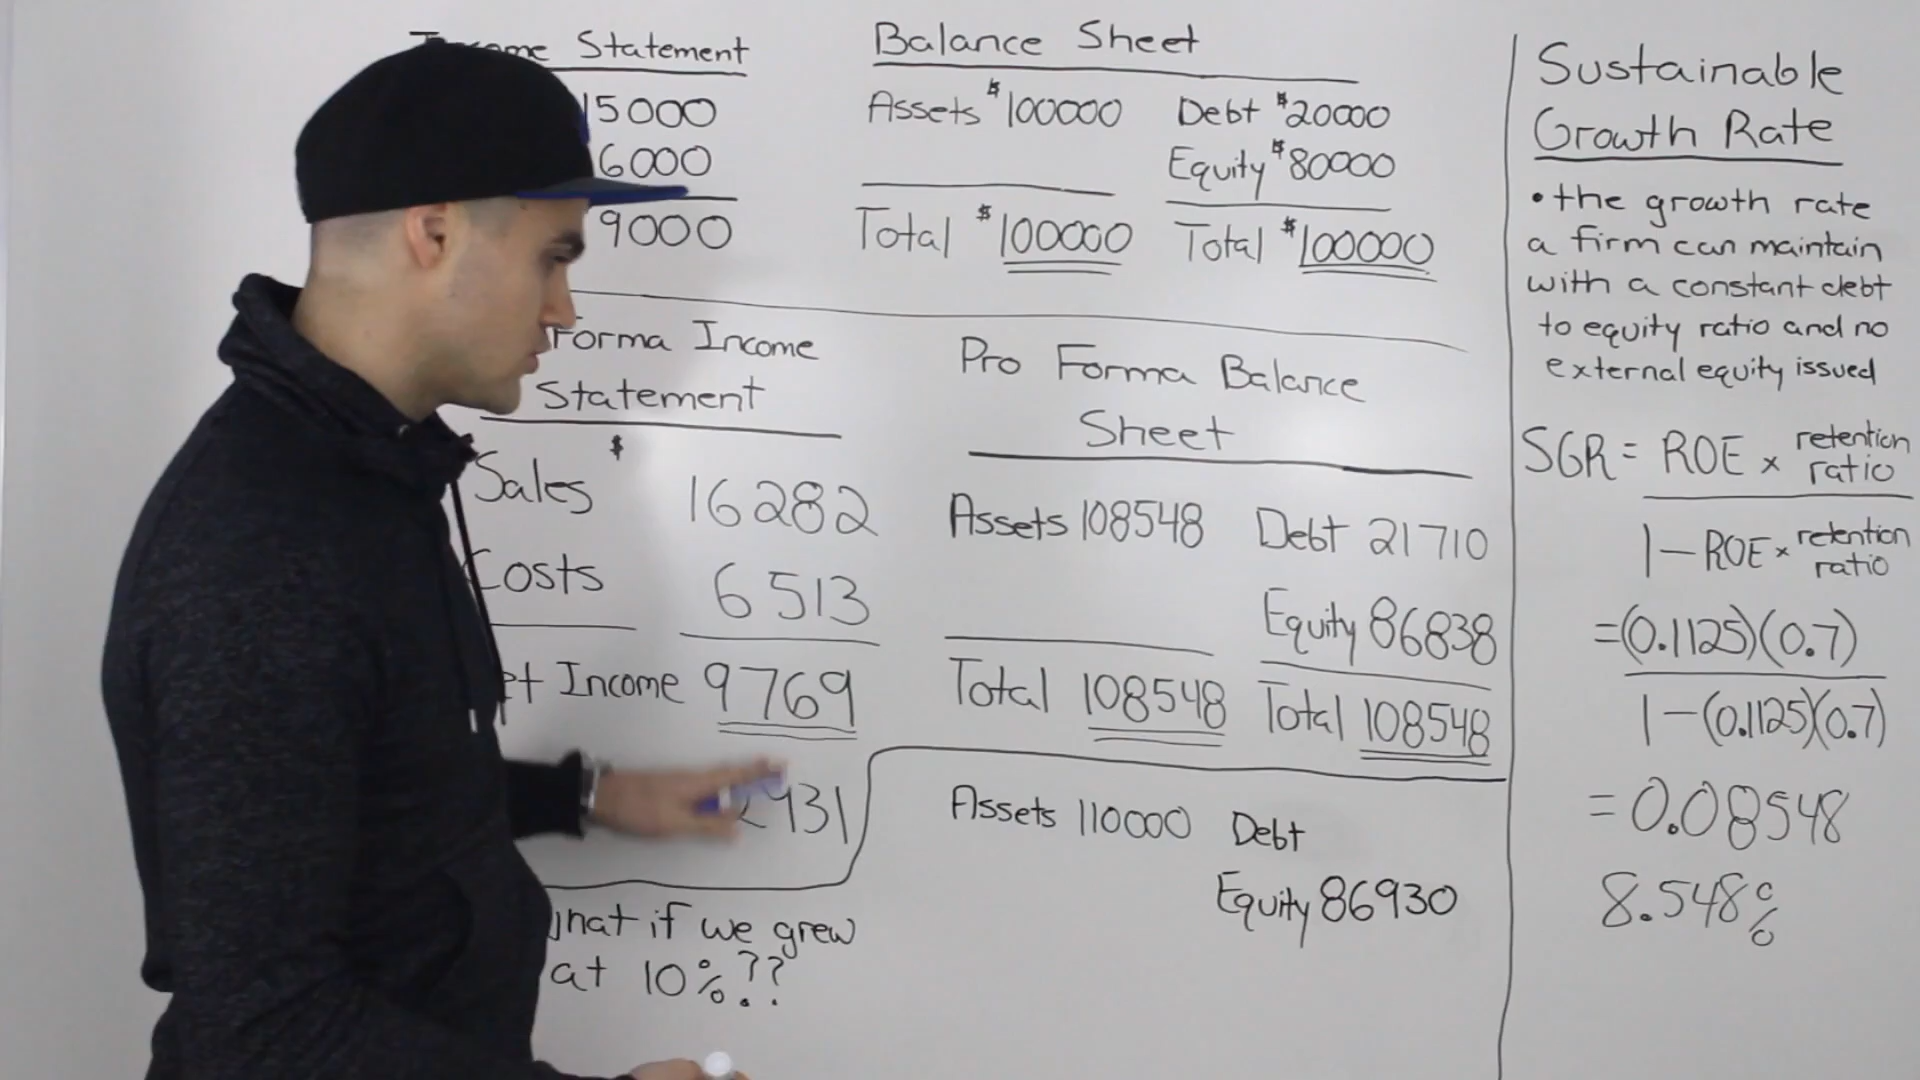 Income Statement
15000
6000
9000
Balance Sheet
Assets $100000 Debt $20000
Equity $80000
Total $100000 Total $100000
Forma Income
Statement
$
Sales 16282
Costs 6513
Income 9769
2931
Pro Forma Balance
Sheet
Assets 108548 Debt 21710
Equity 86838
Total 108548 Total 108548
what if we grew
at 10%??
Assets 110000 Debt
Equity 86930
Sustainable
Growth Rate
• the growth rate
a firm can maintain
with a constant debt
to equity ratio and no
external equity issued
SGR = ROE × retention ratio
1 – ROE × retention ratio
= (0.1125)(0.7)
1 – (0.1125)(0.7)
= 0.08548
8.548%